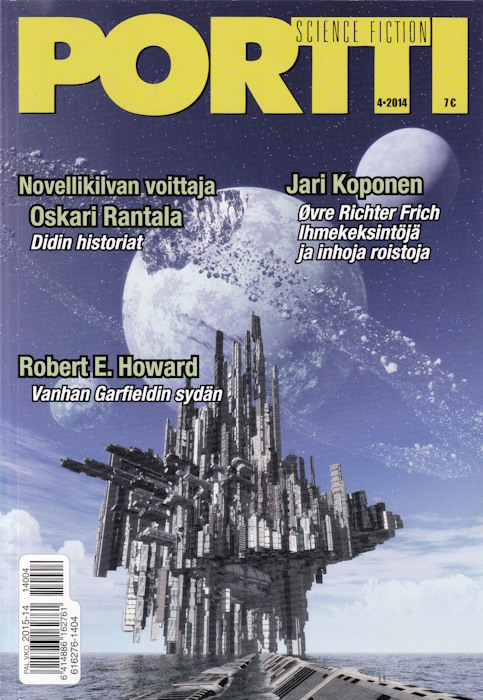 PORTTI
SCIENCE FICTION
4•2014
7 €
Novellikilvan voittaja
Oskari Rantala
Didin historiat
Jari Koponen
Øvre Richter Frich
Ihmekeksintöjä
ja inhoja roistoja
Robert E. Howard
Vanhan Garfieldin sydän
14004
PAL.VKO 2015-14
6 414886 162761
616276-1404